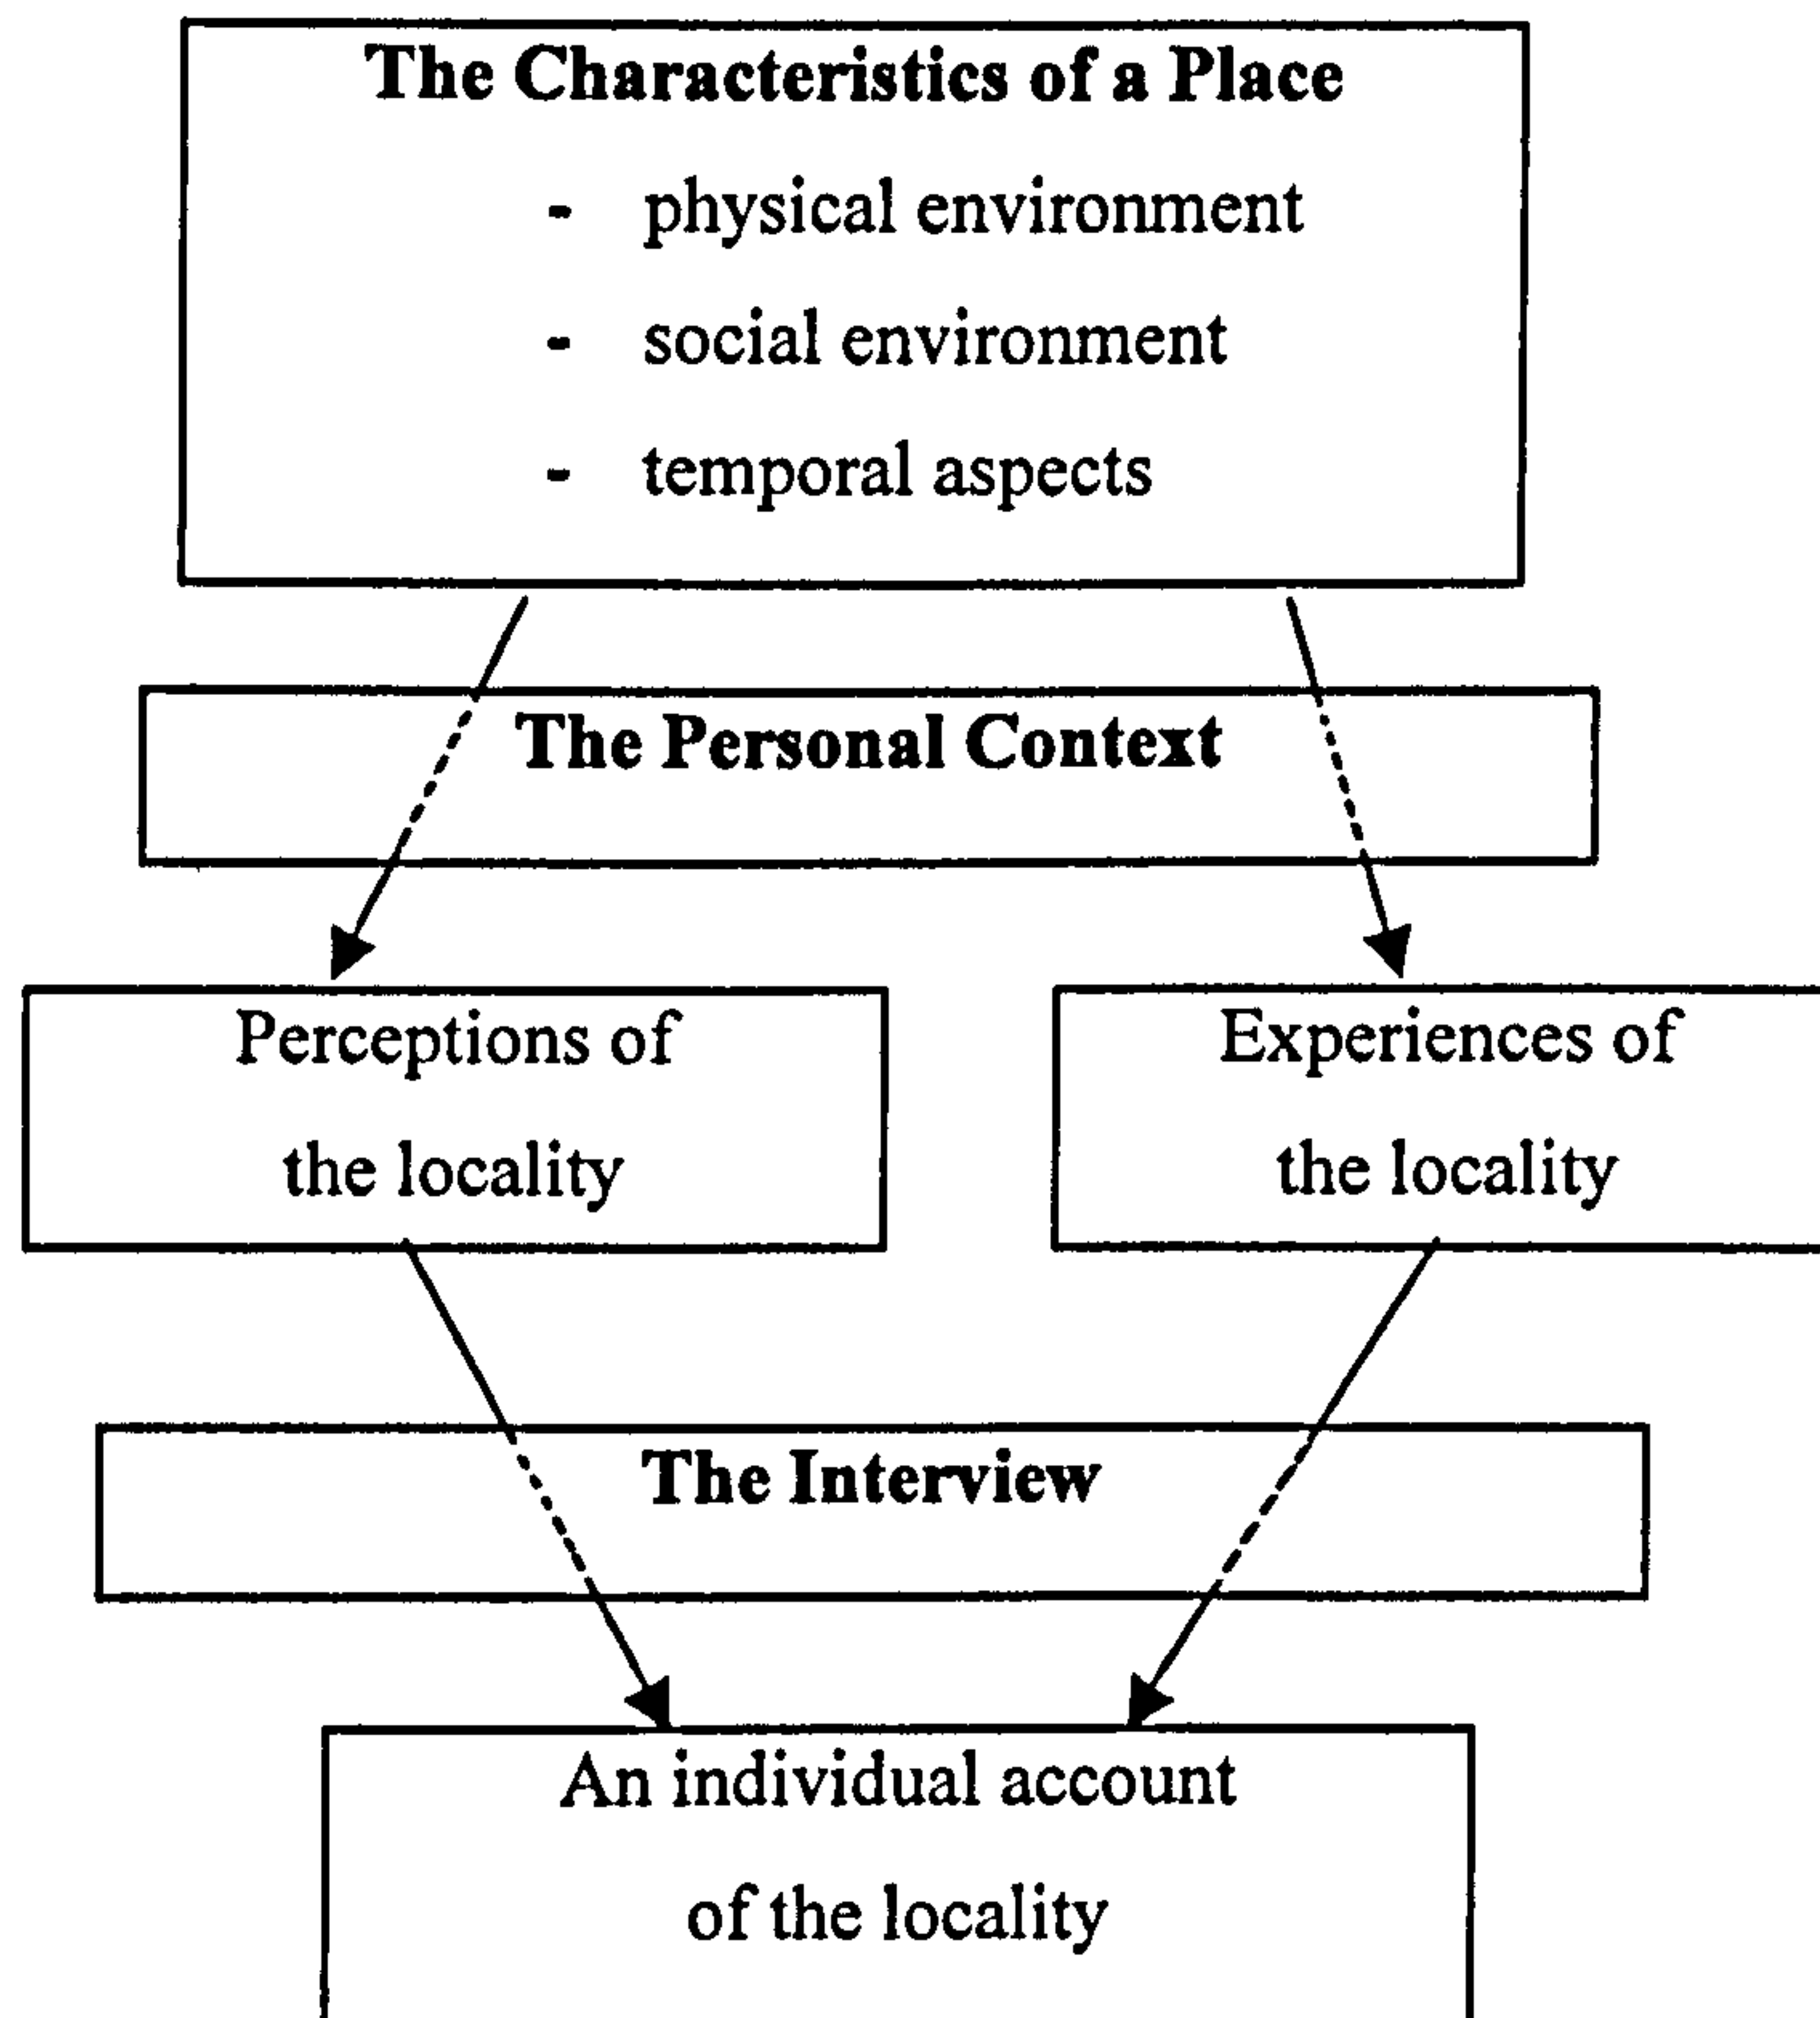 The Characteristics of a Place
- physical environment
- social environment
- temporal aspects
The Personal Context
Perceptions of
the locality
Experiences of
the locality
The Interview
An individual account
of the locality